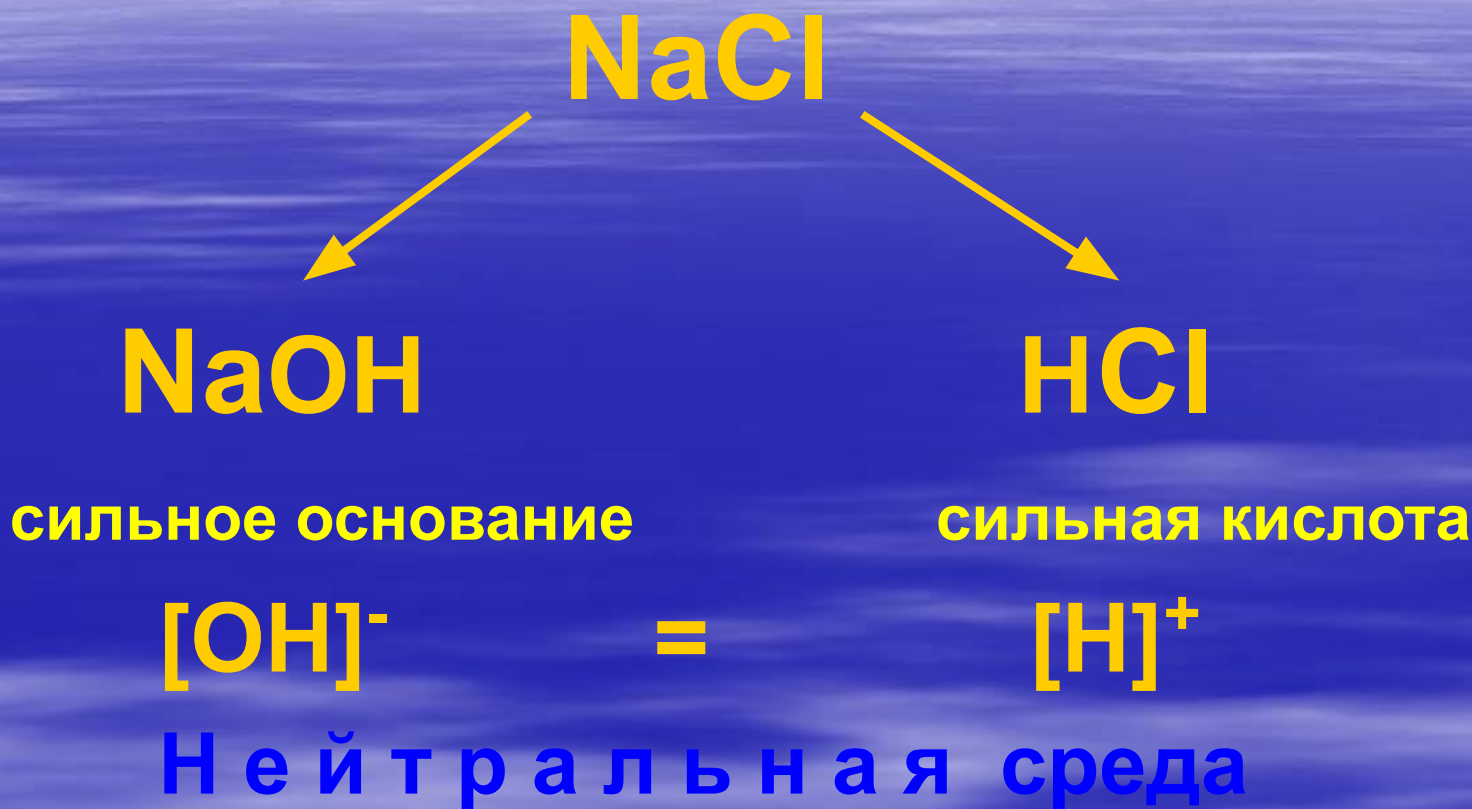 NaCl
NaOH HCl
сильное основание сильная кислота
[OH]⁻ = [H]⁺
Н е й т р а л ь н а я среда